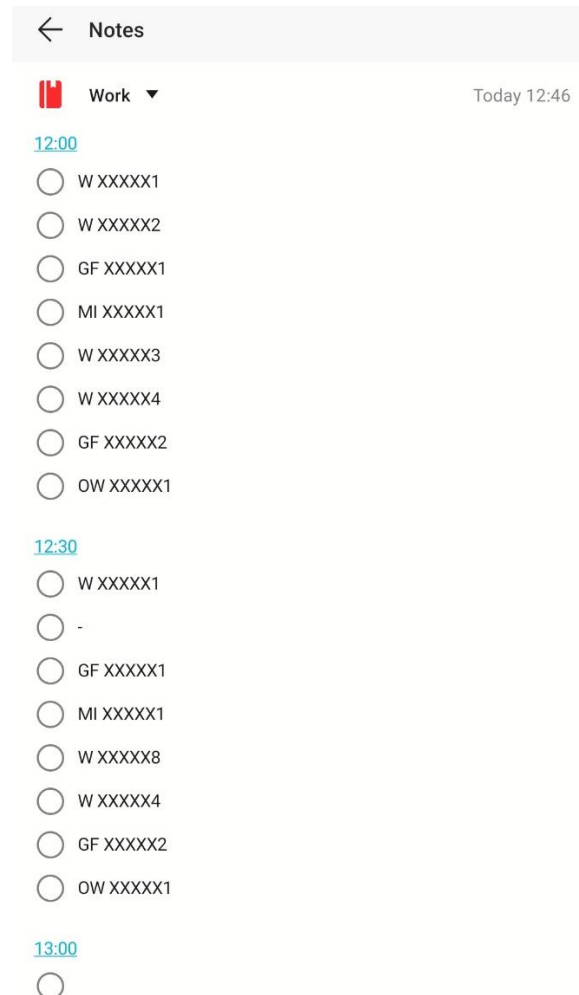 Notes
Work
Today 12:46
12:00
W XXXXX1
W XXXXX2
GF XXXXX1
MI XXXXX1
W XXXXX3
W XXXXX4
GF XXXXX2
OW XXXXX1
12:30
W XXXXX1
-
GF XXXXX1
MI XXXXX1
W XXXXX8
W XXXXX4
GF XXXXX2
OW XXXXX1
13:00